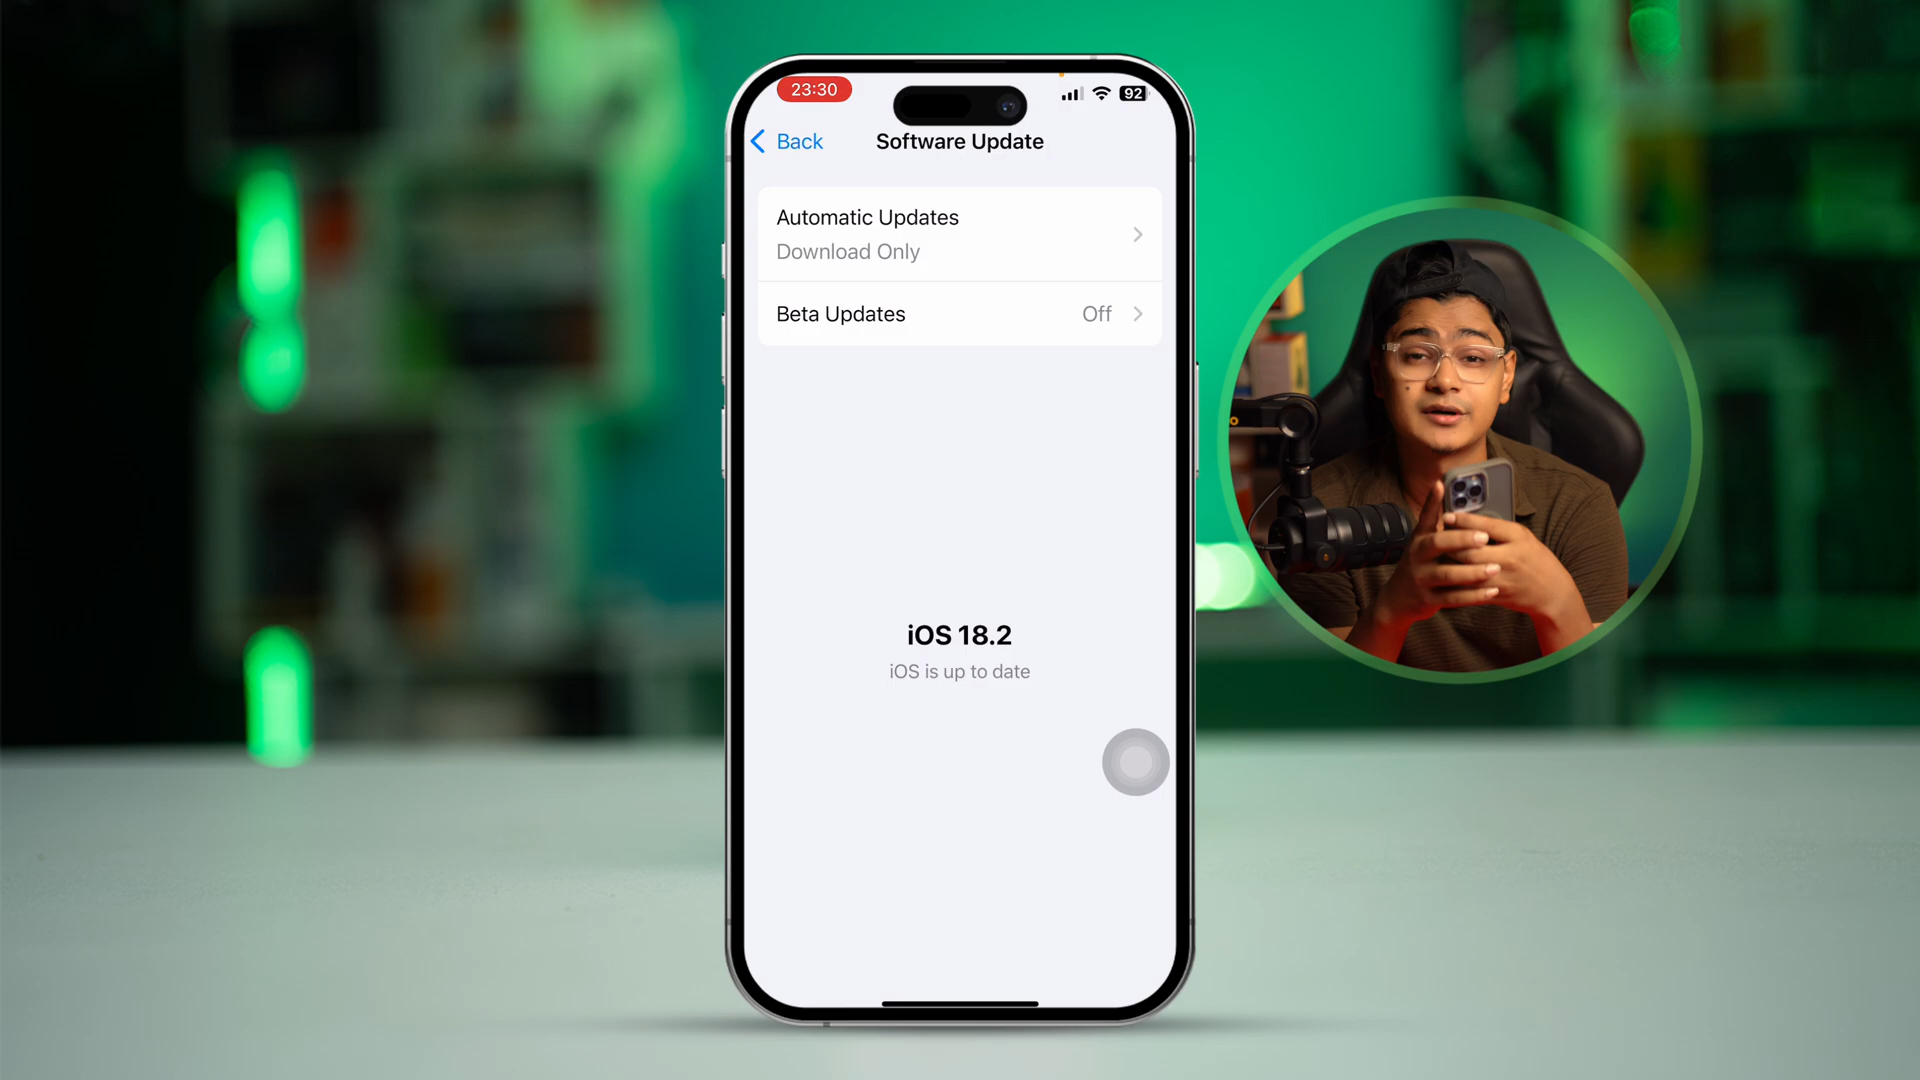 23:30
92
Back
Software Update
Automatic Updates
Download Only
Beta Updates
Off
iOS 18.2
iOS is up to date